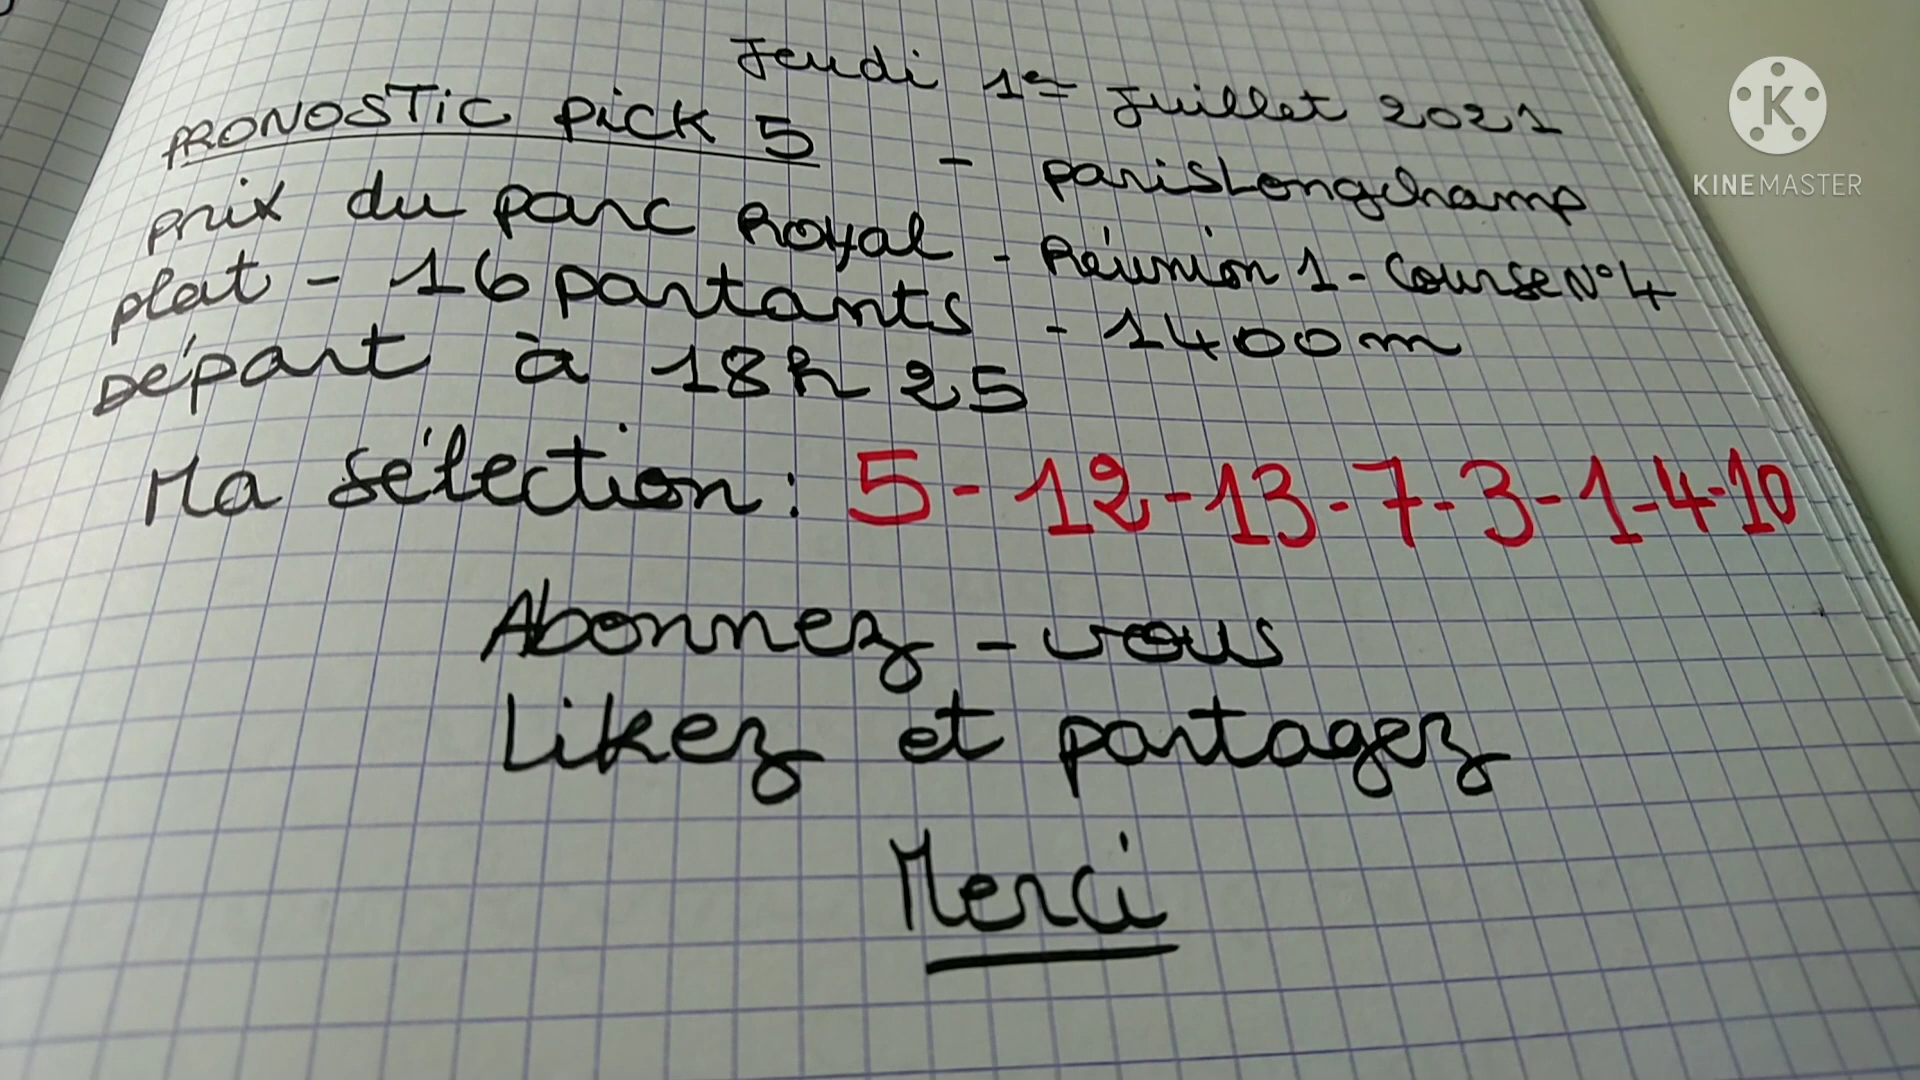 Jeudi 1er Juillet 2021
PRONOSTIC PICK 5 - parisLongchamp
prix du parc Royal - Réunion 1 - Course N°4
plat - 16 partants - 1400m
Départ à 18h25
Ma sélection : 5 - 12 - 13 - 7 - 3 - 1 - 4 - 10
Abonnez-vous
Likez et partagez
Merci
K
KINEMASTER